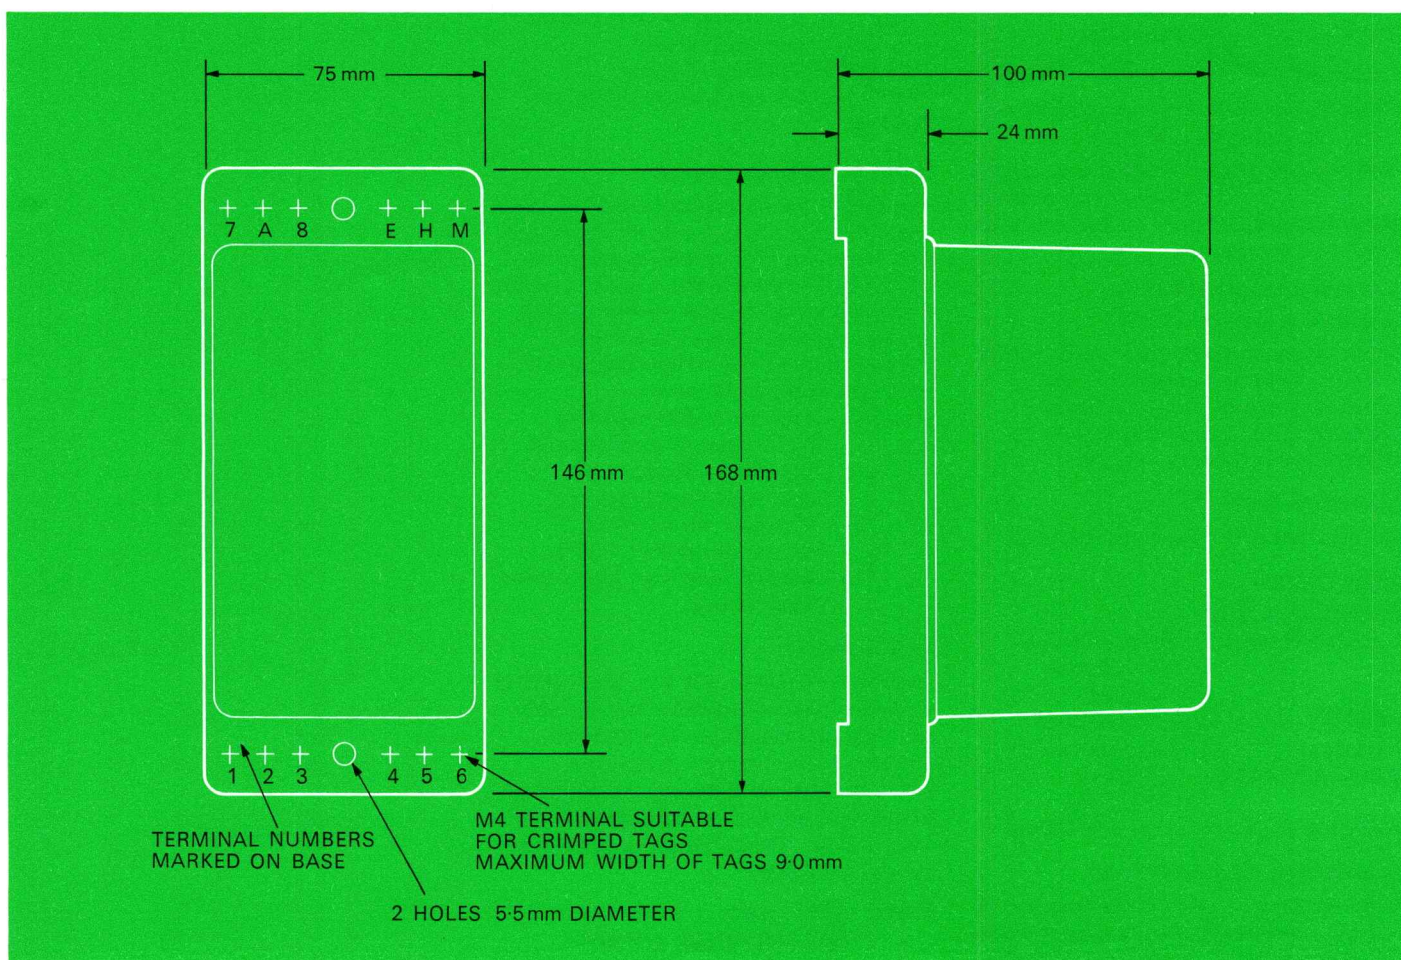 75 mm
100 mm
24 mm
7 A 8 E H M
146 mm
168 mm
1 2 3 4 5 6
TERMINAL NUMBERS
MARKED ON BASE
M4 TERMINAL SUITABLE
FOR CRIMPED TAGS
MAXIMUM WIDTH OF TAGS 9·0 mm
2 HOLES 5·5 mm DIAMETER